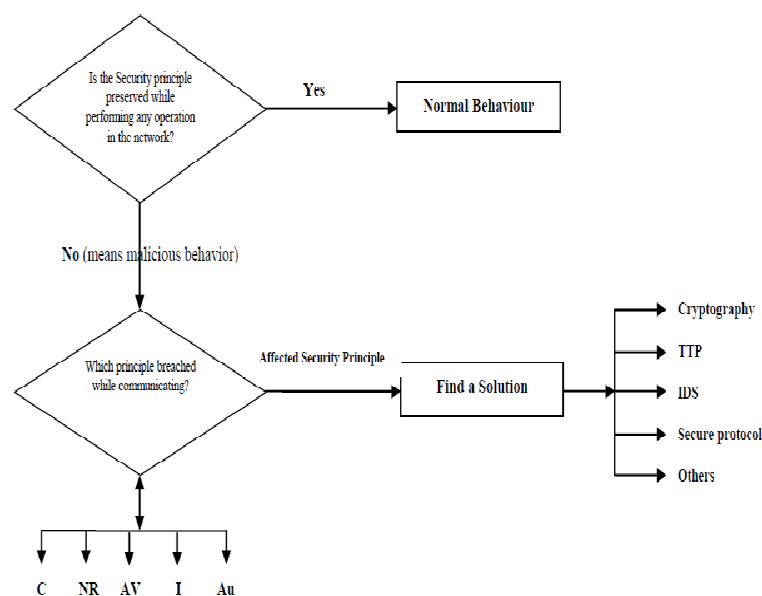 Is the Security principle
preserved while
performing any operation
in the network?
Yes
Normal Behaviour
No (means malicious behavior)
Which principle breached
while communicating?
Affected Security Principle
Find a Solution
Cryptography
TTP
IDS
Secure protocol
Others
C NR AV I Au